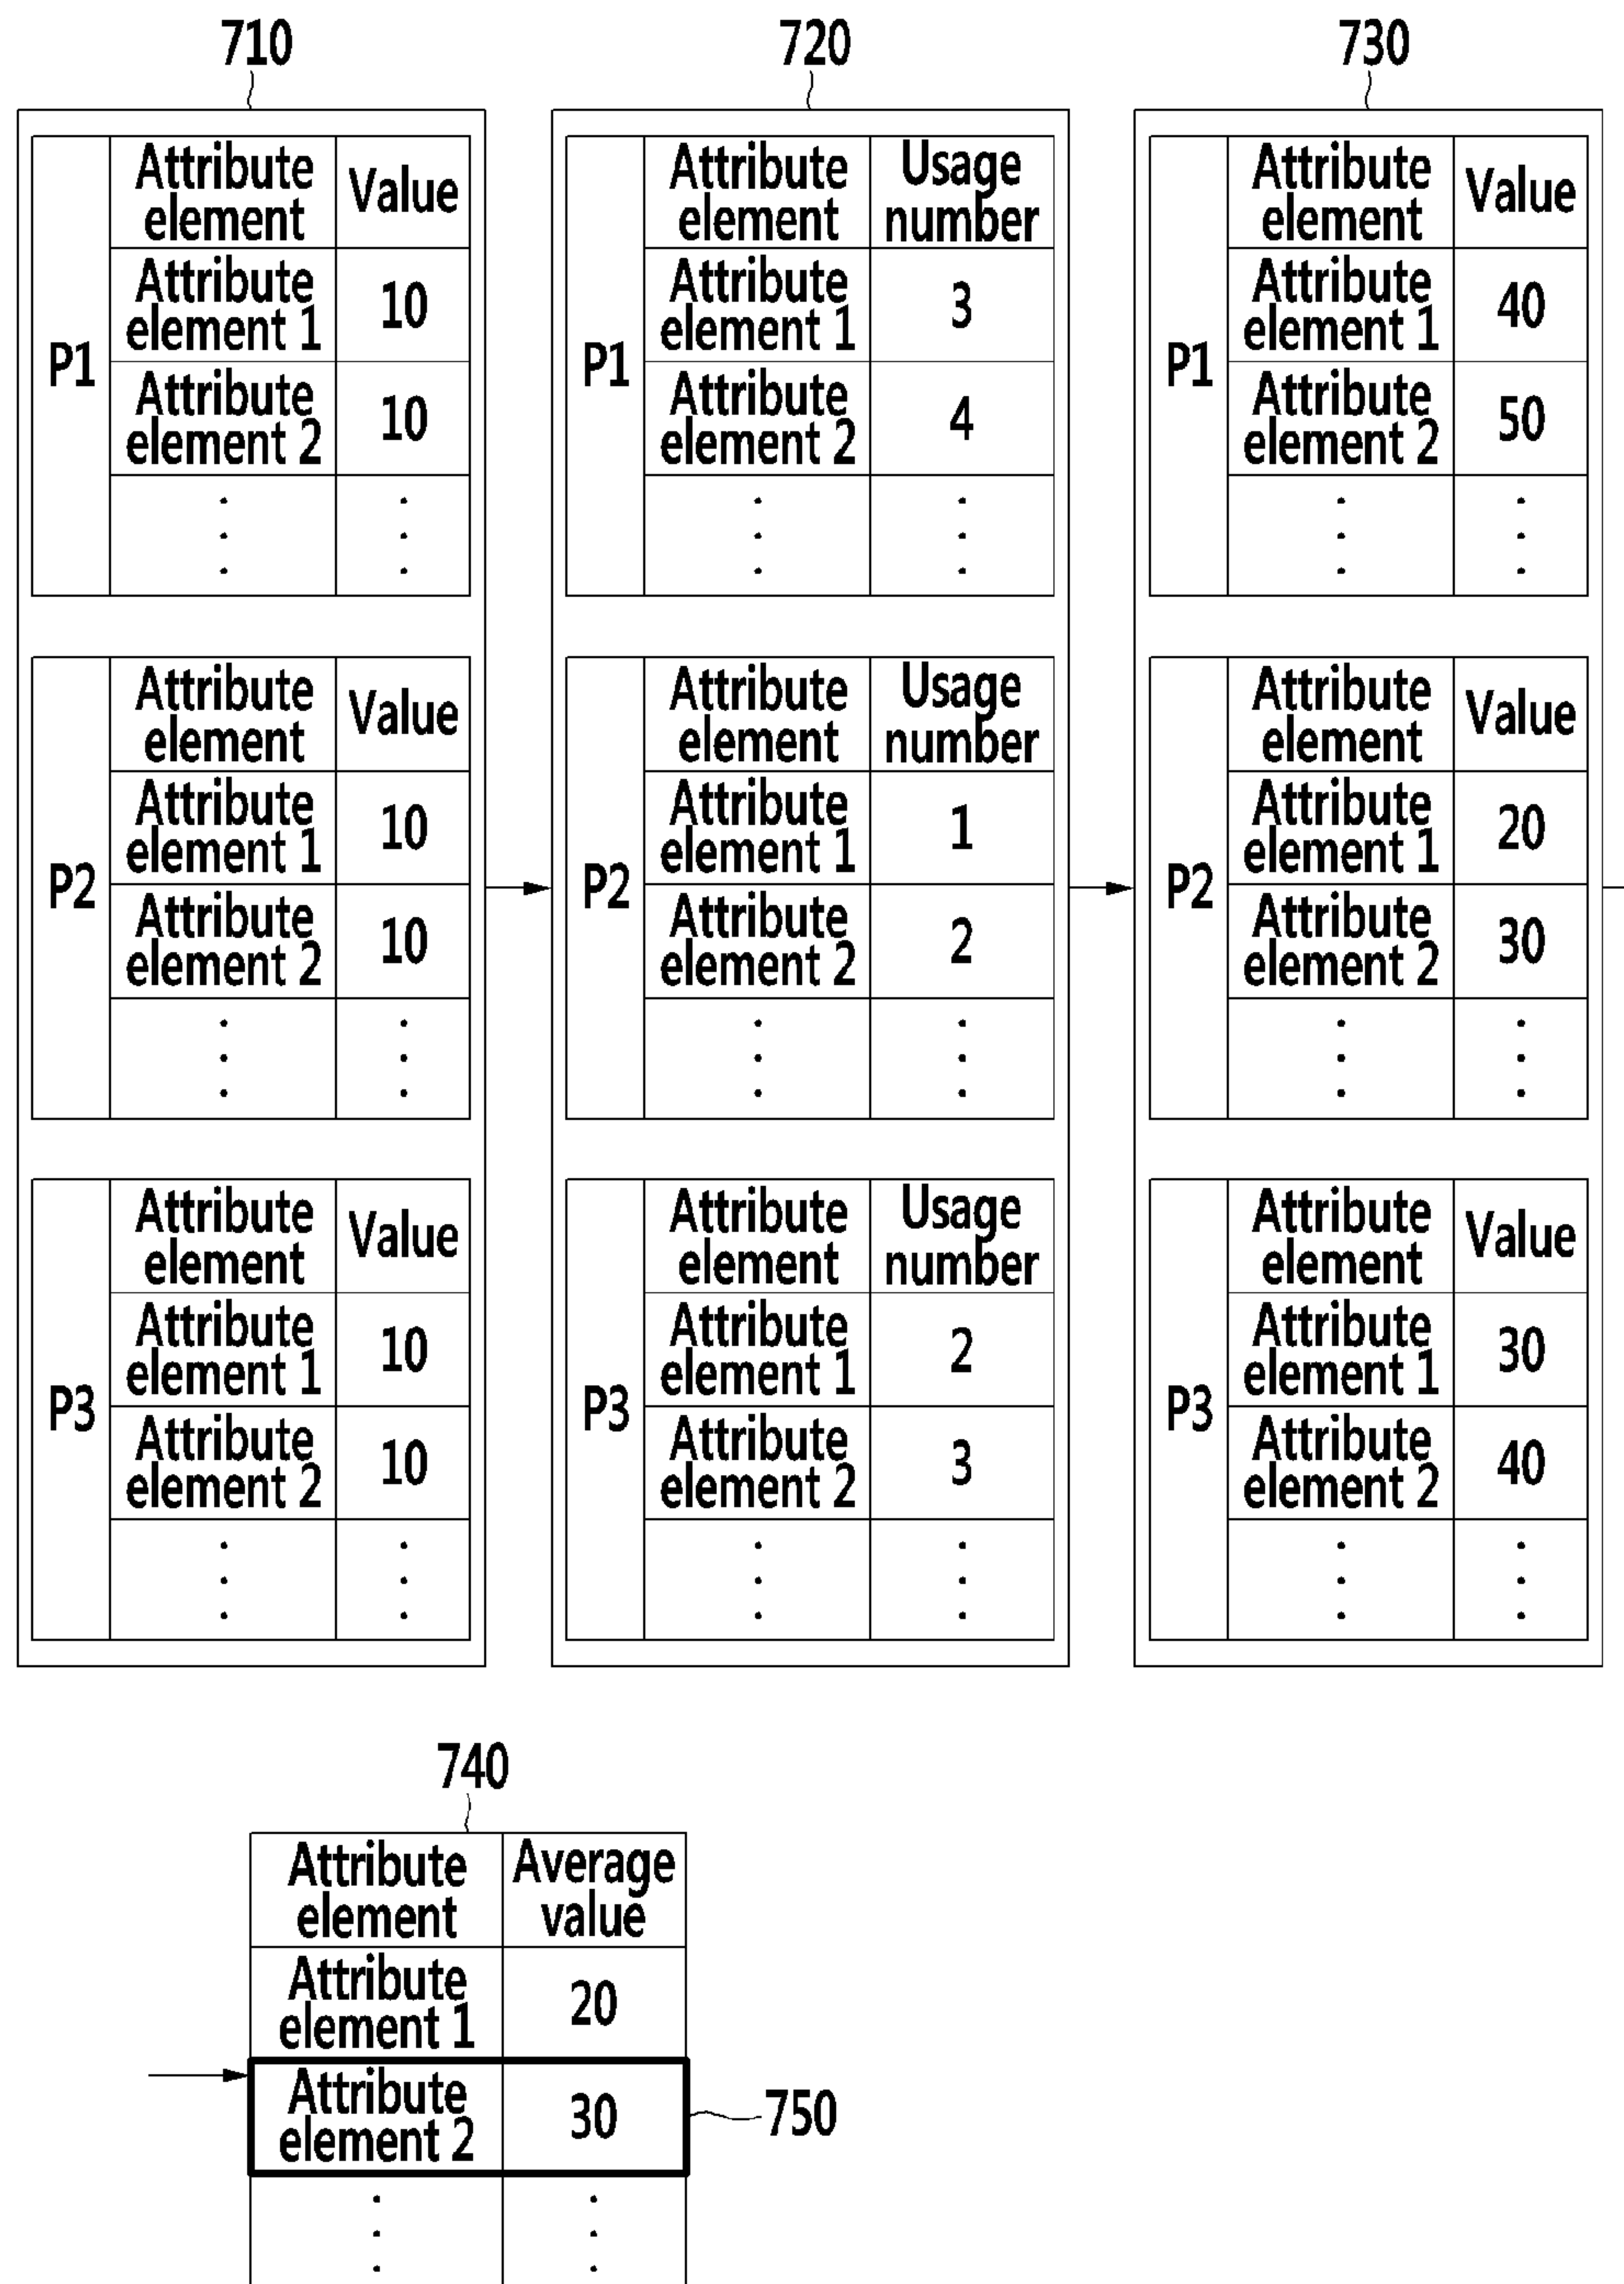 710
720
730
P1
Attribute element
Value
Attribute element 1
10
Attribute element 2
10
P2
Attribute element
Value
Attribute element 1
10
Attribute element 2
10
P3
Attribute element
Value
Attribute element 1
10
Attribute element 2
10
P1
Attribute element
Usage number
Attribute element 1
3
Attribute element 2
4
P2
Attribute element
Usage number
Attribute element 1
1
Attribute element 2
2
P3
Attribute element
Usage number
Attribute element 1
2
Attribute element 2
3
P1
Attribute element
Value
Attribute element 1
40
Attribute element 2
50
P2
Attribute element
Value
Attribute element 1
20
Attribute element 2
30
P3
Attribute element
Value
Attribute element 1
30
Attribute element 2
40
740
Attribute element
Average value
Attribute element 1
20
Attribute element 2
30
750